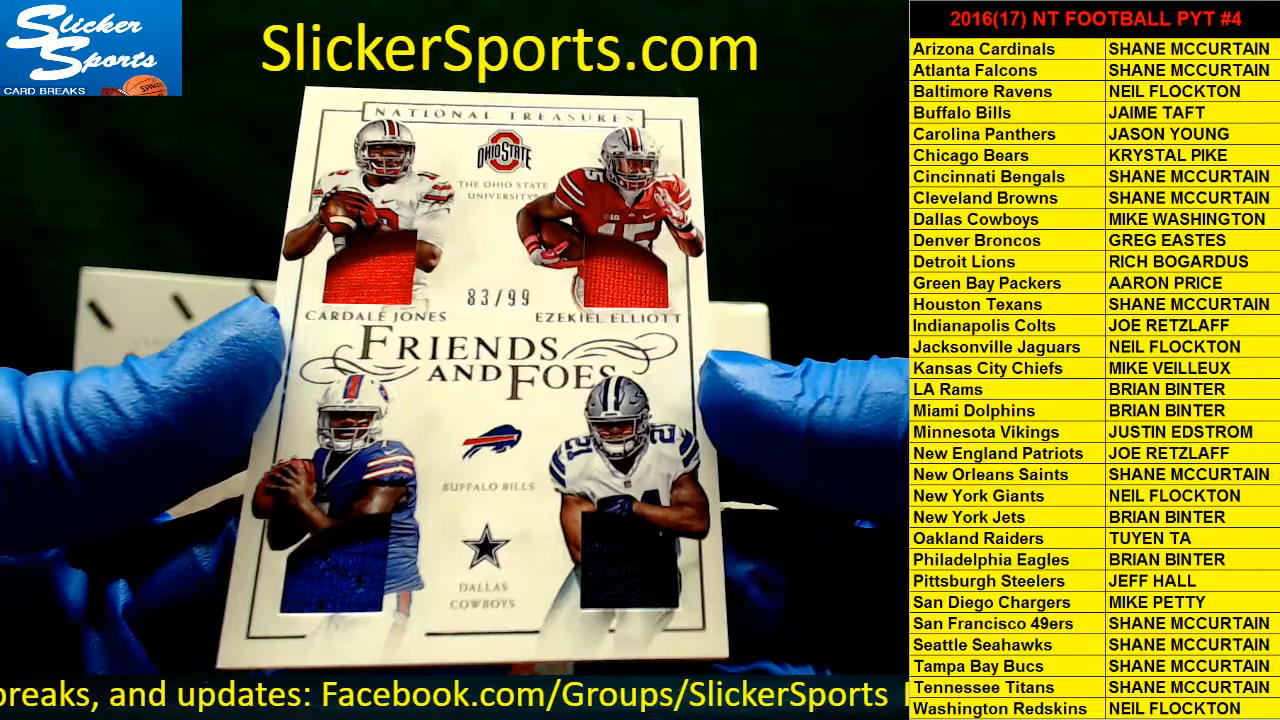 Slicker
Sports
CARD BREAKS
SPALDING
SlickerSports.com
NATIONAL TREASURES
OHIO STATE
THE OHIO STATE
UNIVERSITY
15
83/99
CARDALE JONES
EZEKIEL ELLIOTT
FRIENDS
AND FOES
21
21
BUFFALO BILLS
DALLAS
COWBOYS
breaks, and updates: Facebook.com/Groups/SlickerSports
2016(17) NT FOOTBALL PYT #4
Arizona Cardinals SHANE MCCURTAIN
Atlanta Falcons SHANE MCCURTAIN
Baltimore Ravens NEIL FLOCKTON
Buffalo Bills JAIME TAFT
Carolina Panthers JASON YOUNG
Chicago Bears KRYSTAL PIKE
Cincinnati Bengals SHANE MCCURTAIN
Cleveland Browns SHANE MCCURTAIN
Dallas Cowboys MIKE WASHINGTON
Denver Broncos GREG EASTES
Detroit Lions RICH BOGARDUS
Green Bay Packers AARON PRICE
Houston Texans SHANE MCCURTAIN
Indianapolis Colts JOE RETZLAFF
Jacksonville Jaguars NEIL FLOCKTON
Kansas City Chiefs MIKE VEILLEUX
LA Rams BRIAN BINTER
Miami Dolphins BRIAN BINTER
Minnesota Vikings JUSTIN EDSTROM
New England Patriots JOE RETZLAFF
New Orleans Saints SHANE MCCURTAIN
New York Giants NEIL FLOCKTON
New York Jets BRIAN BINTER
Oakland Raiders TUYEN TA
Philadelphia Eagles BRIAN BINTER
Pittsburgh Steelers JEFF HALL
San Diego Chargers MIKE PETTY
San Francisco 49ers SHANE MCCURTAIN
Seattle Seahawks SHANE MCCURTAIN
Tampa Bay Bucs SHANE MCCURTAIN
Tennessee Titans SHANE MCCURTAIN
Washington Redskins NEIL FLOCKTON